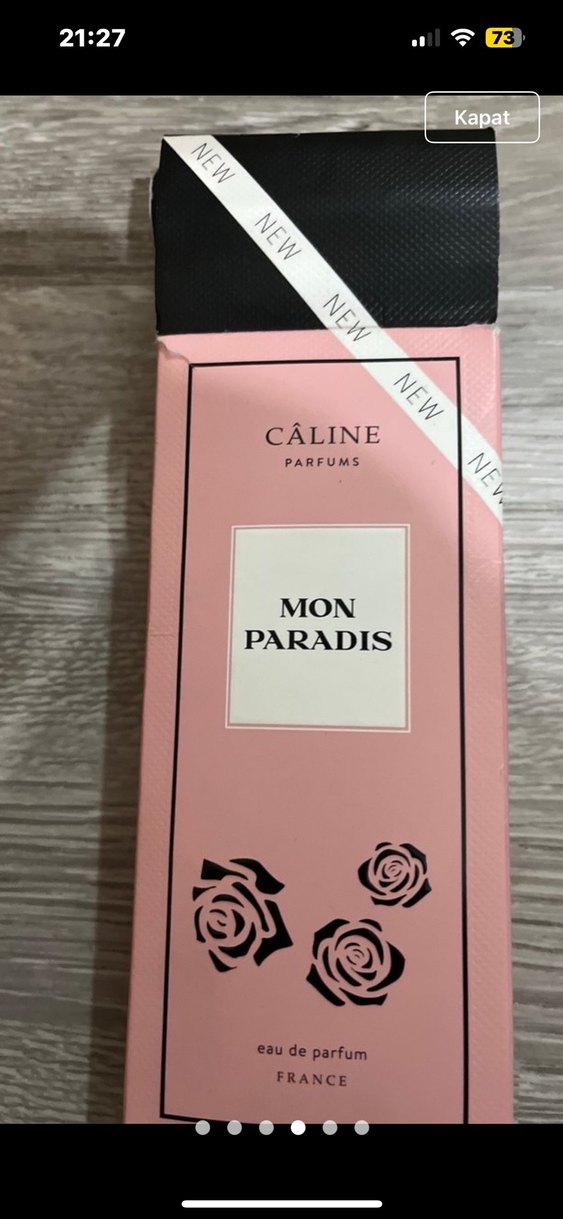 21:27
73
Kapat
NEW
NEW
NEW
NEW
NEW
CÂLINE
PARFUMS
MON
PARADIS
eau de parfum
FRANCE